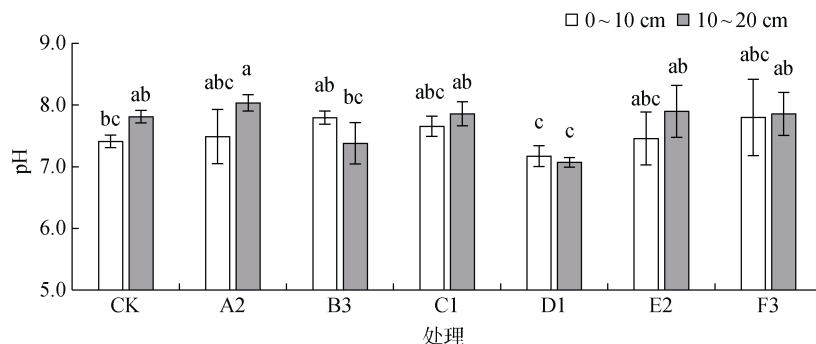 0~10 cm 10~20 cm
9.0
8.0
7.0
6.0
5.0
pH
bc ab abc a ab bc abc ab c c abc ab abc ab
CK A2 B3 C1 D1 E2 F3
处理